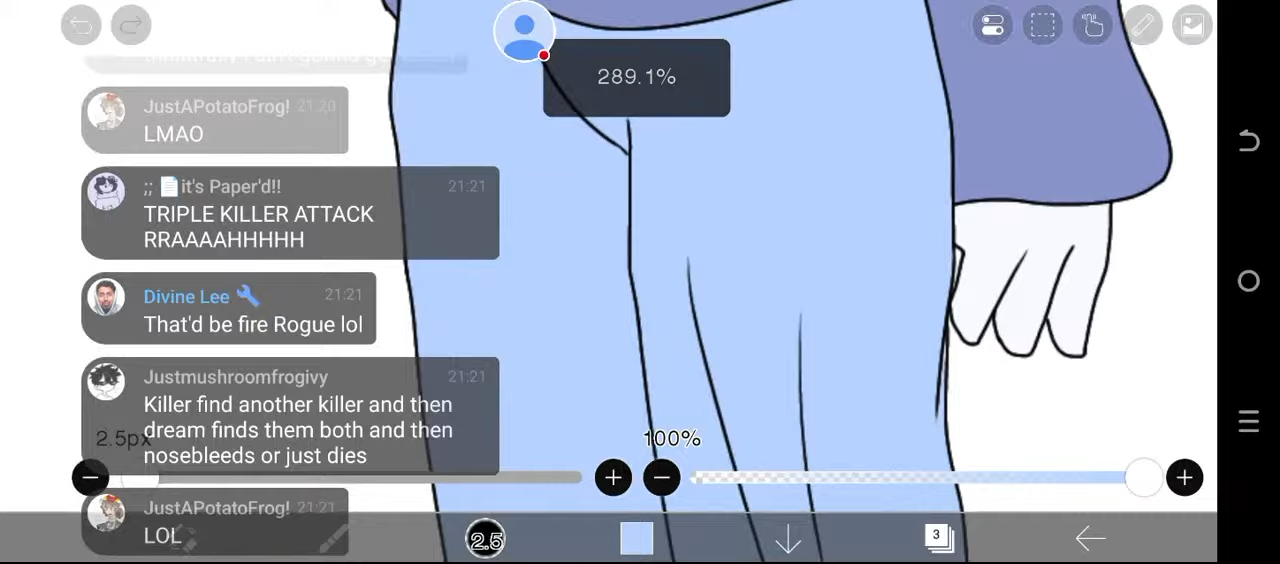 289.1%
JustAPotatoFrog! 21:20
LMAO
;; 📄it's Paper'd!! 21:21
TRIPLE KILLER ATTACK
RRAAAAHHHHH
Divine Lee 🔧 21:21
That'd be fire Rogue lol
Justmushroomfrogivy 21:21
Killer find another killer and then
dream finds them both and then
nosebleeds or just dies
2.5px
100%
JustAPotatoFrog! 21:21
LOL
2.5
3